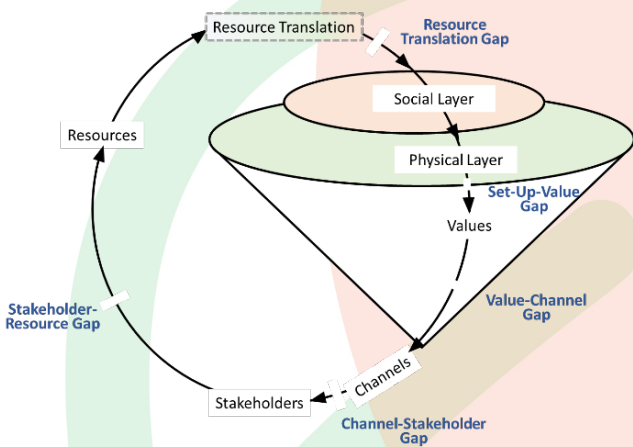 Resource Translation
Resource
Translation Gap
Social Layer
Resources
Physical Layer
Set-Up-Value
Gap
Values
Stakeholder-
Resource Gap
Value-Channel
Gap
Channels
Stakeholders
Channel-Stakeholder
Gap